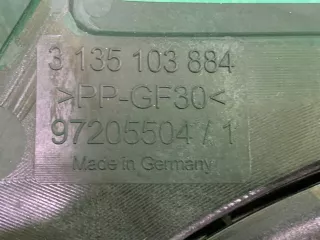 3 135 103 884
>PP-GF30<
97205504 / 1
Made in Germany